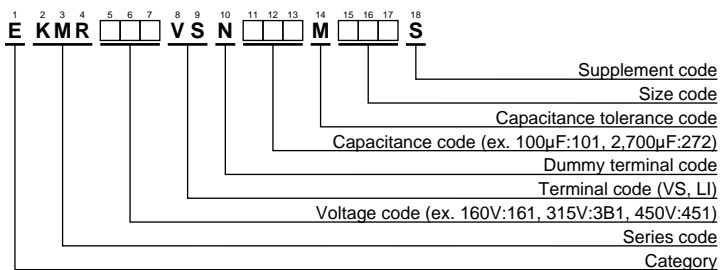 1 2 3 4 5 6 7 8 9 10 11 12 13 14 15 16 17 18
E KMR □□□ VS N □□□ M □□□ S
Supplement code
Size code
Capacitance tolerance code
Capacitance code (ex. 100µF:101, 2,700µF:272)
Dummy terminal code
Terminal code (VS, LI)
Voltage code (ex. 160V:161, 315V:3B1, 450V:451)
Series code
Category